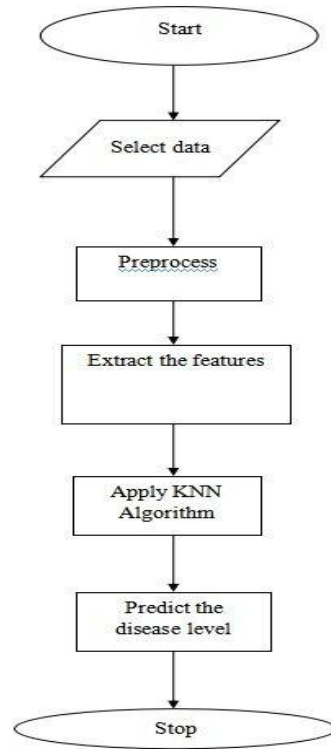 Start
Select data
Preprocess
Extract the features
Apply KNN
Algorithm
Predict the
disease level
Stop